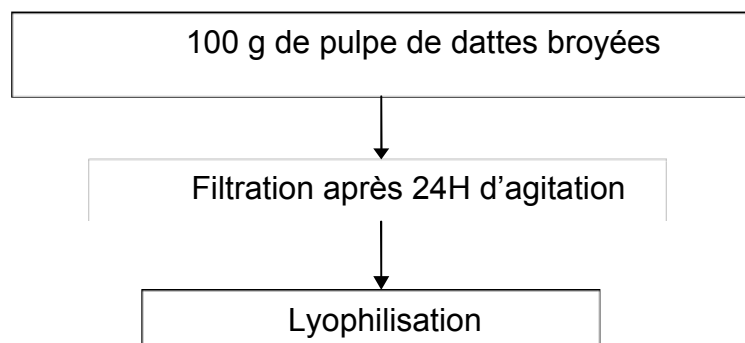 100 g de pulpe de dattes broyées
Filtration après 24H d’agitation
Lyophilisation